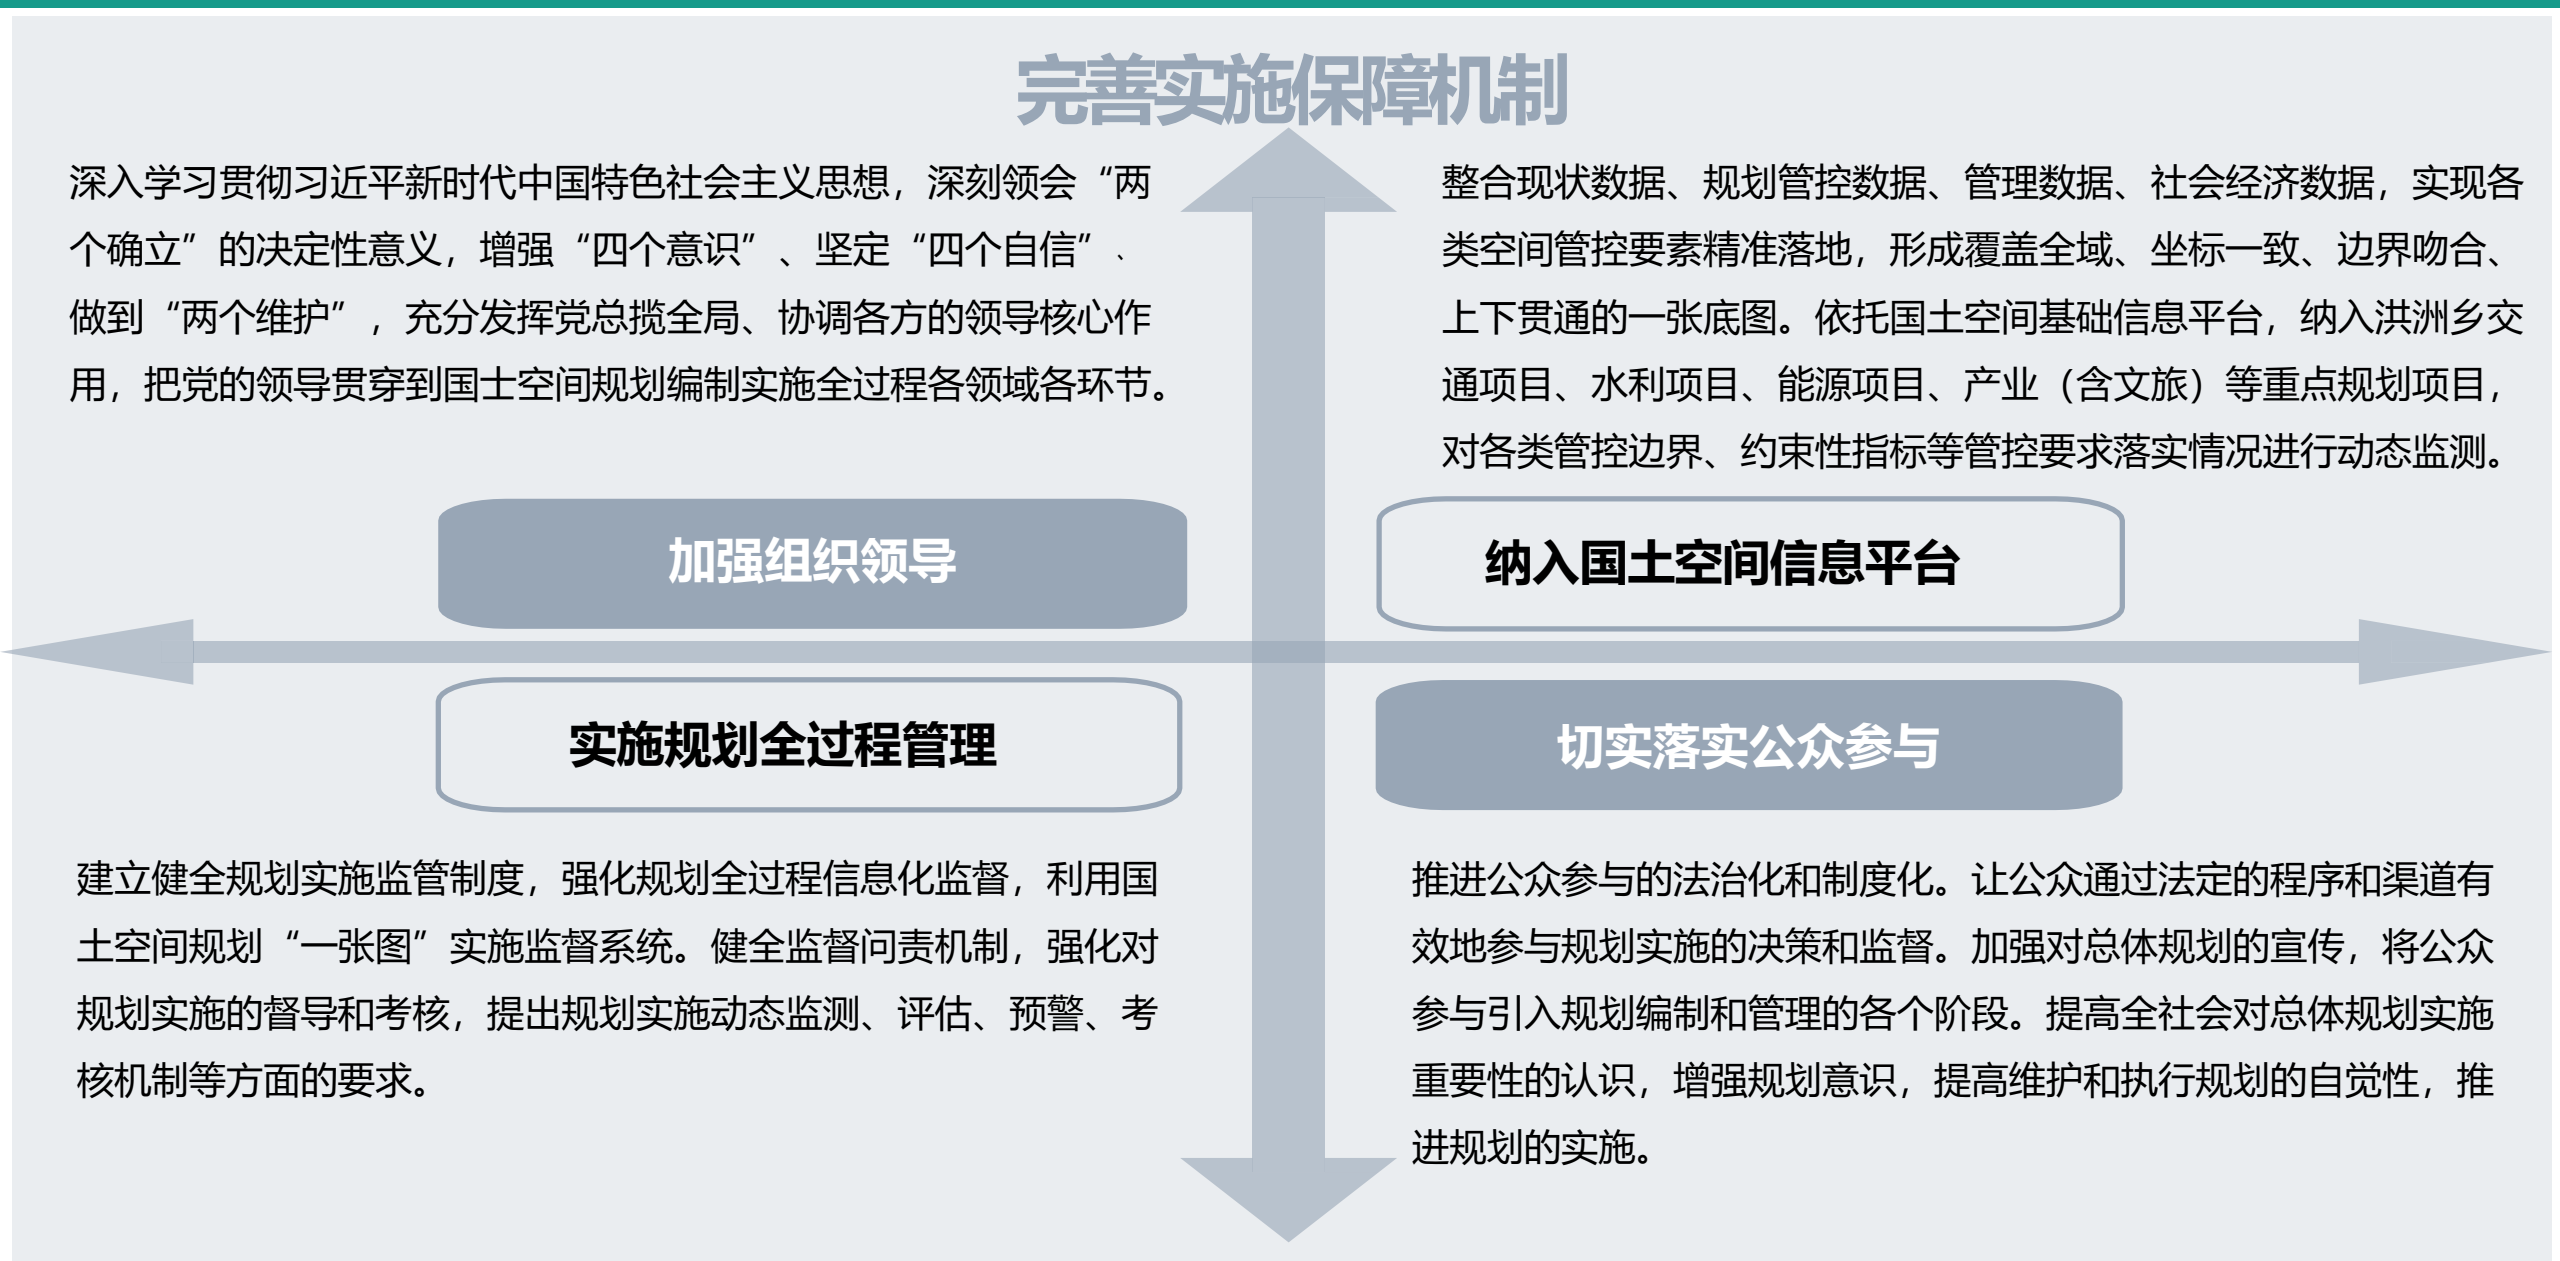 完善实施保障机制
深入学习贯彻习近平新时代中国特色社会主义思想，深刻领会“两
个确立”的决定性意义，增强“四个意识”、坚定“四个自信”、
做到“两个维护”，充分发挥党总揽全局、协调各方的领导核心作
用，把党的领导贯穿到国土空间规划编制实施全过程各领域各环节。
加强组织领导
整合现状数据、规划管控数据、管理数据、社会经济数据，实现各
类空间管控要素精准落地，形成覆盖全域、坐标一致、边界吻合、
上下贯通的一张底图。依托国土空间基础信息平台，纳入洪洲乡交
通项目、水利项目、能源项目、产业（含文旅）等重点规划项目，
对各类管控边界、约束性指标等管控要求落实情况进行动态监测。
纳入国土空间信息平台
实施规划全过程管理
建立健全规划实施监管制度，强化规划全过程信息化监督，利用国
土空间规划“一张图”实施监督系统。健全监督问责机制，强化对
规划实施的督导和考核，提出规划实施动态监测、评估、预警、考
核机制等方面的要求。
切实落实公众参与
推进公众参与的法治化和制度化。让公众通过法定的程序和渠道有
效地参与规划实施的决策和监督。加强对总体规划的宣传，将公众
参与引入规划编制和管理的各个阶段。提高全社会对总体规划实施
重要性的认识，增强规划意识，提高维护和执行规划的自觉性，推
进规划的实施。